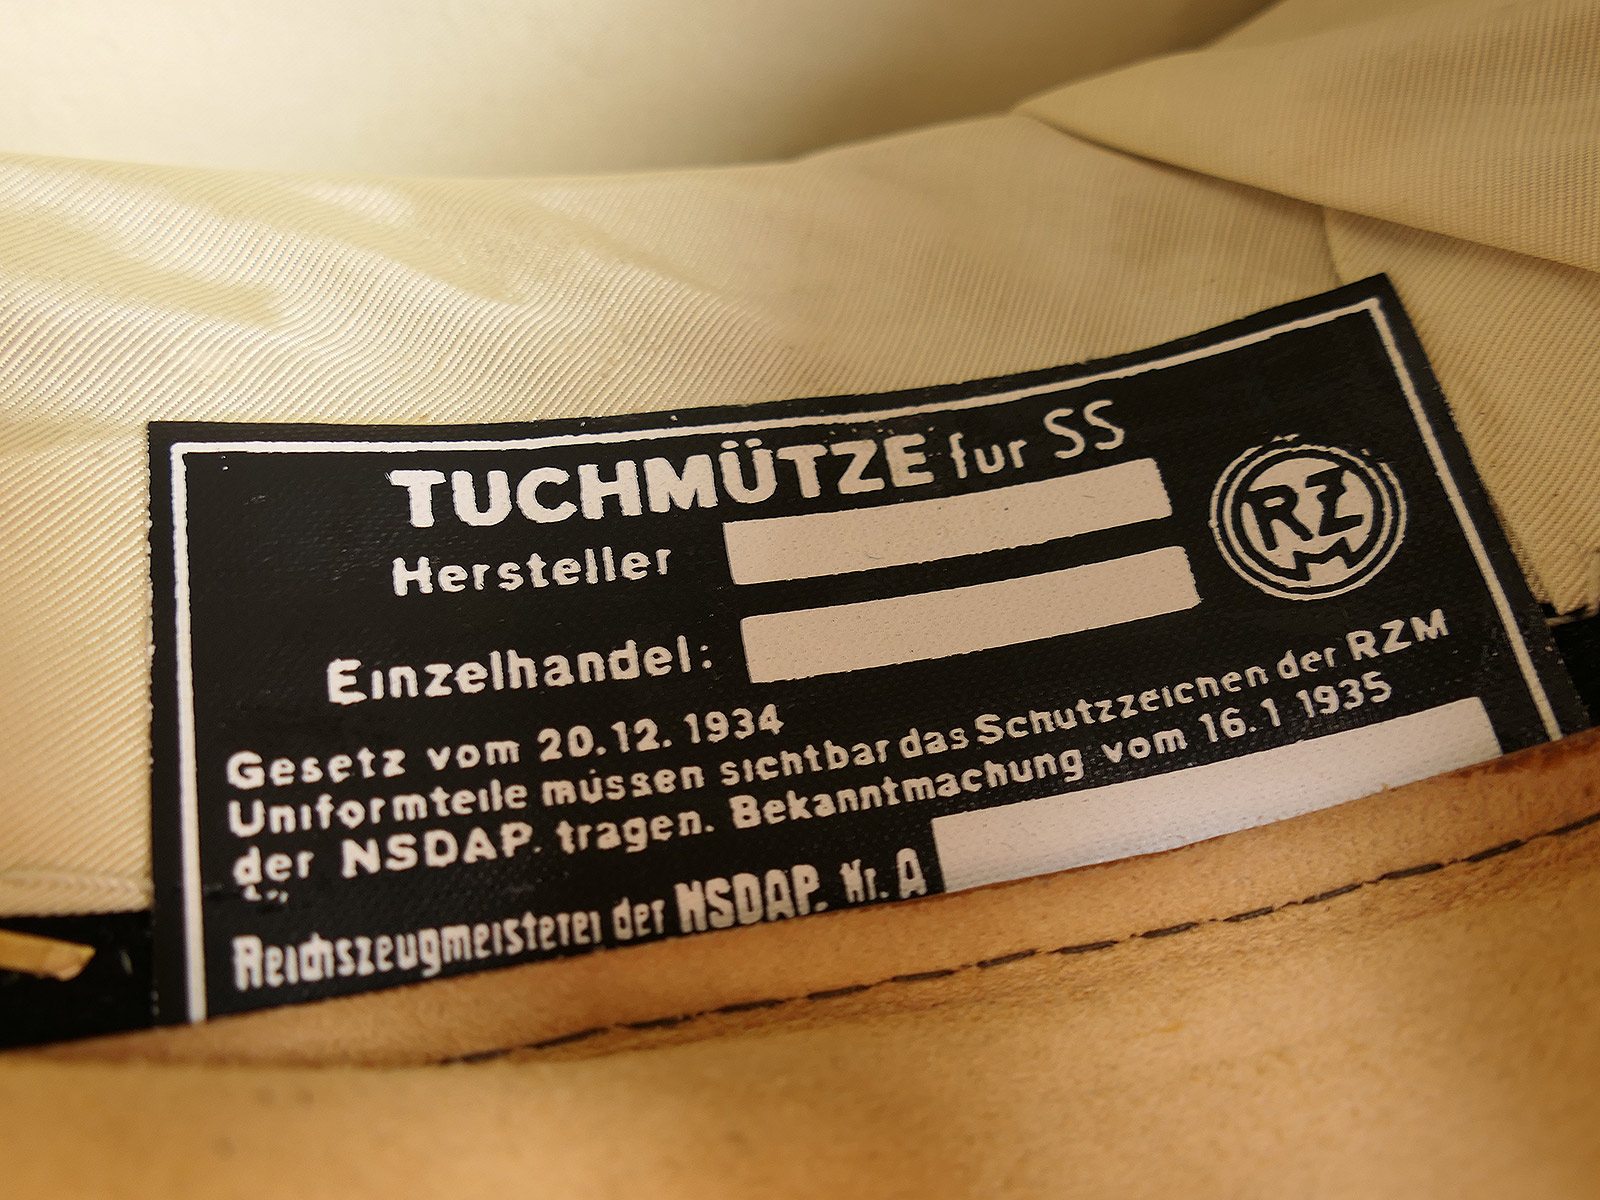 TUCHMÜTZE fur SS
Hersteller
Einzelhandel:
RZM
Gesetz vom 20.12.1934
Uniformteile müssen sichtbar das Schutzzeichen der RZM
der NSDAP. tragen. Bekanntmachung vom 16.1 1935
Reichszeugmeisterei der NSDAP. Nr. A